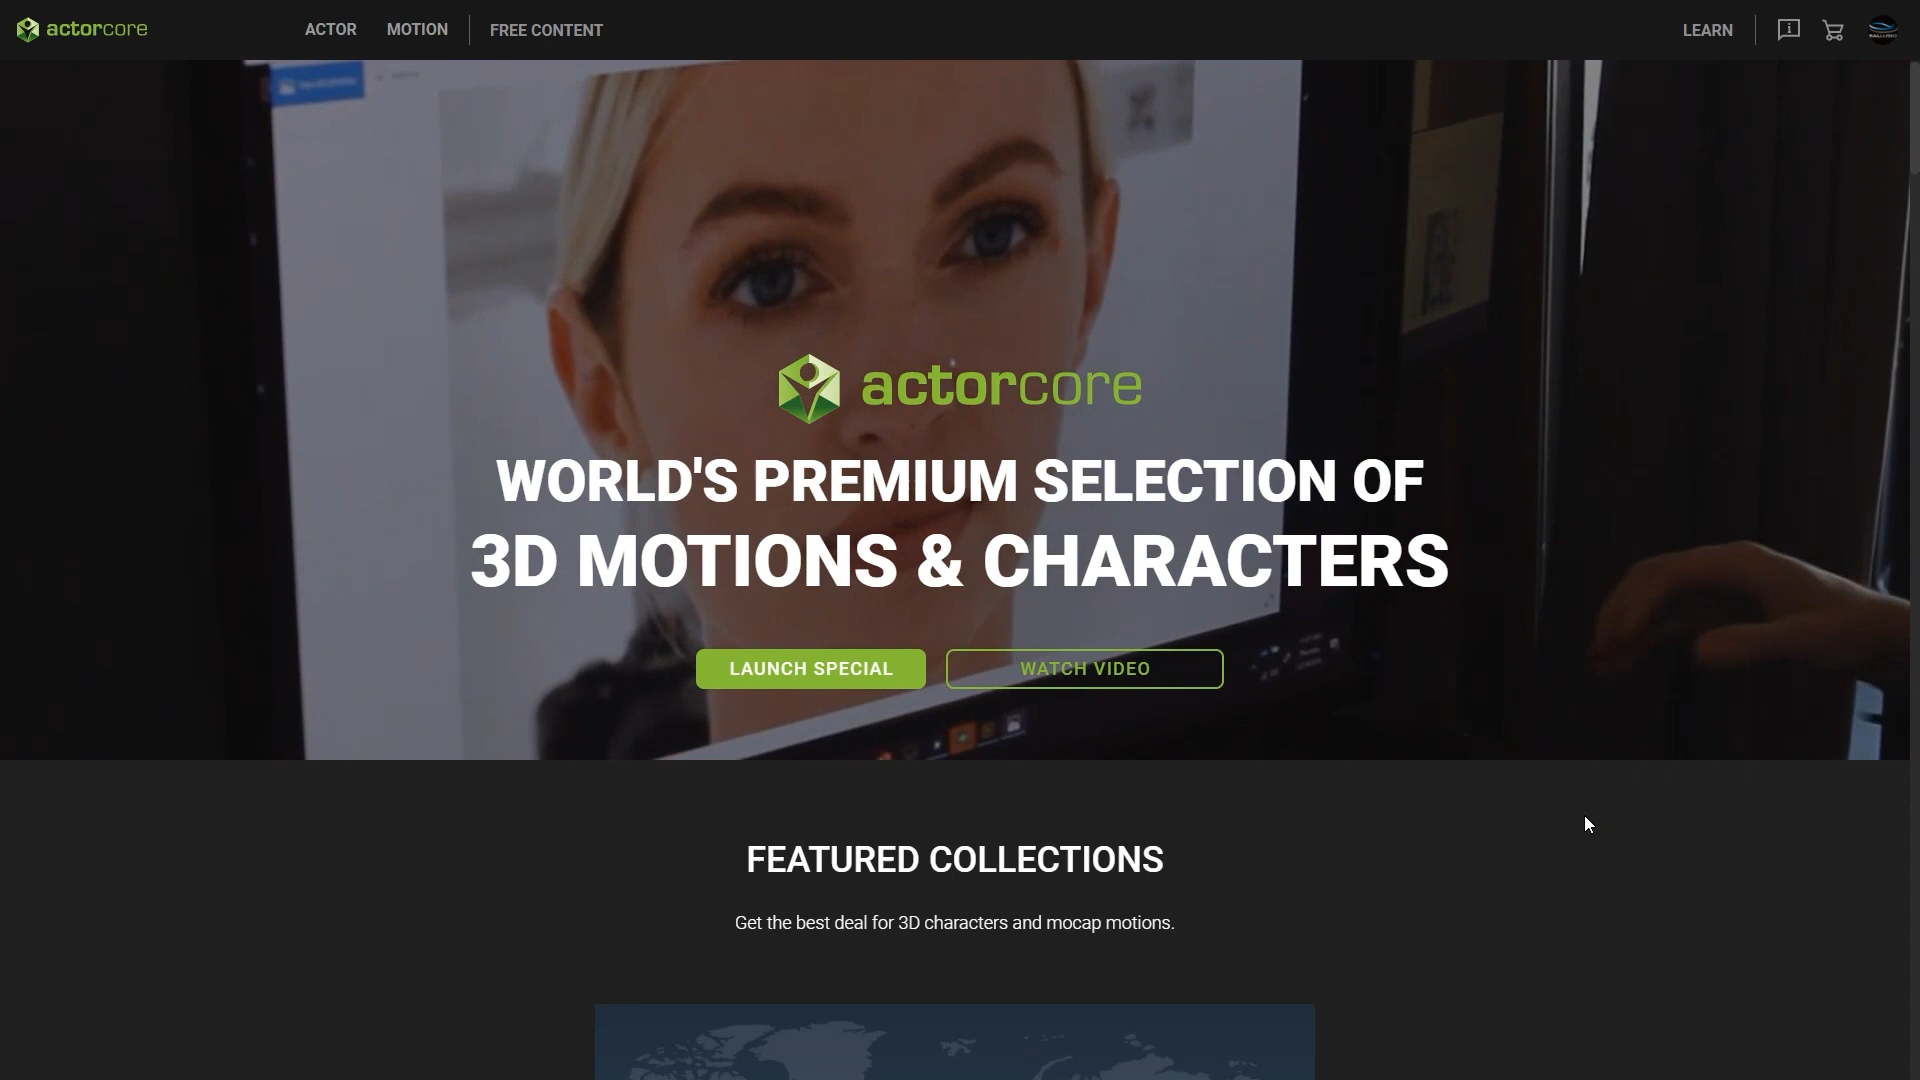 actorcore
ACTOR
MOTION
FREE CONTENT
LEARN
actorcore
WORLD'S PREMIUM SELECTION OF
3D MOTIONS & CHARACTERS
LAUNCH SPECIAL
WATCH VIDEO
FEATURED COLLECTIONS
Get the best deal for 3D characters and mocap motions.